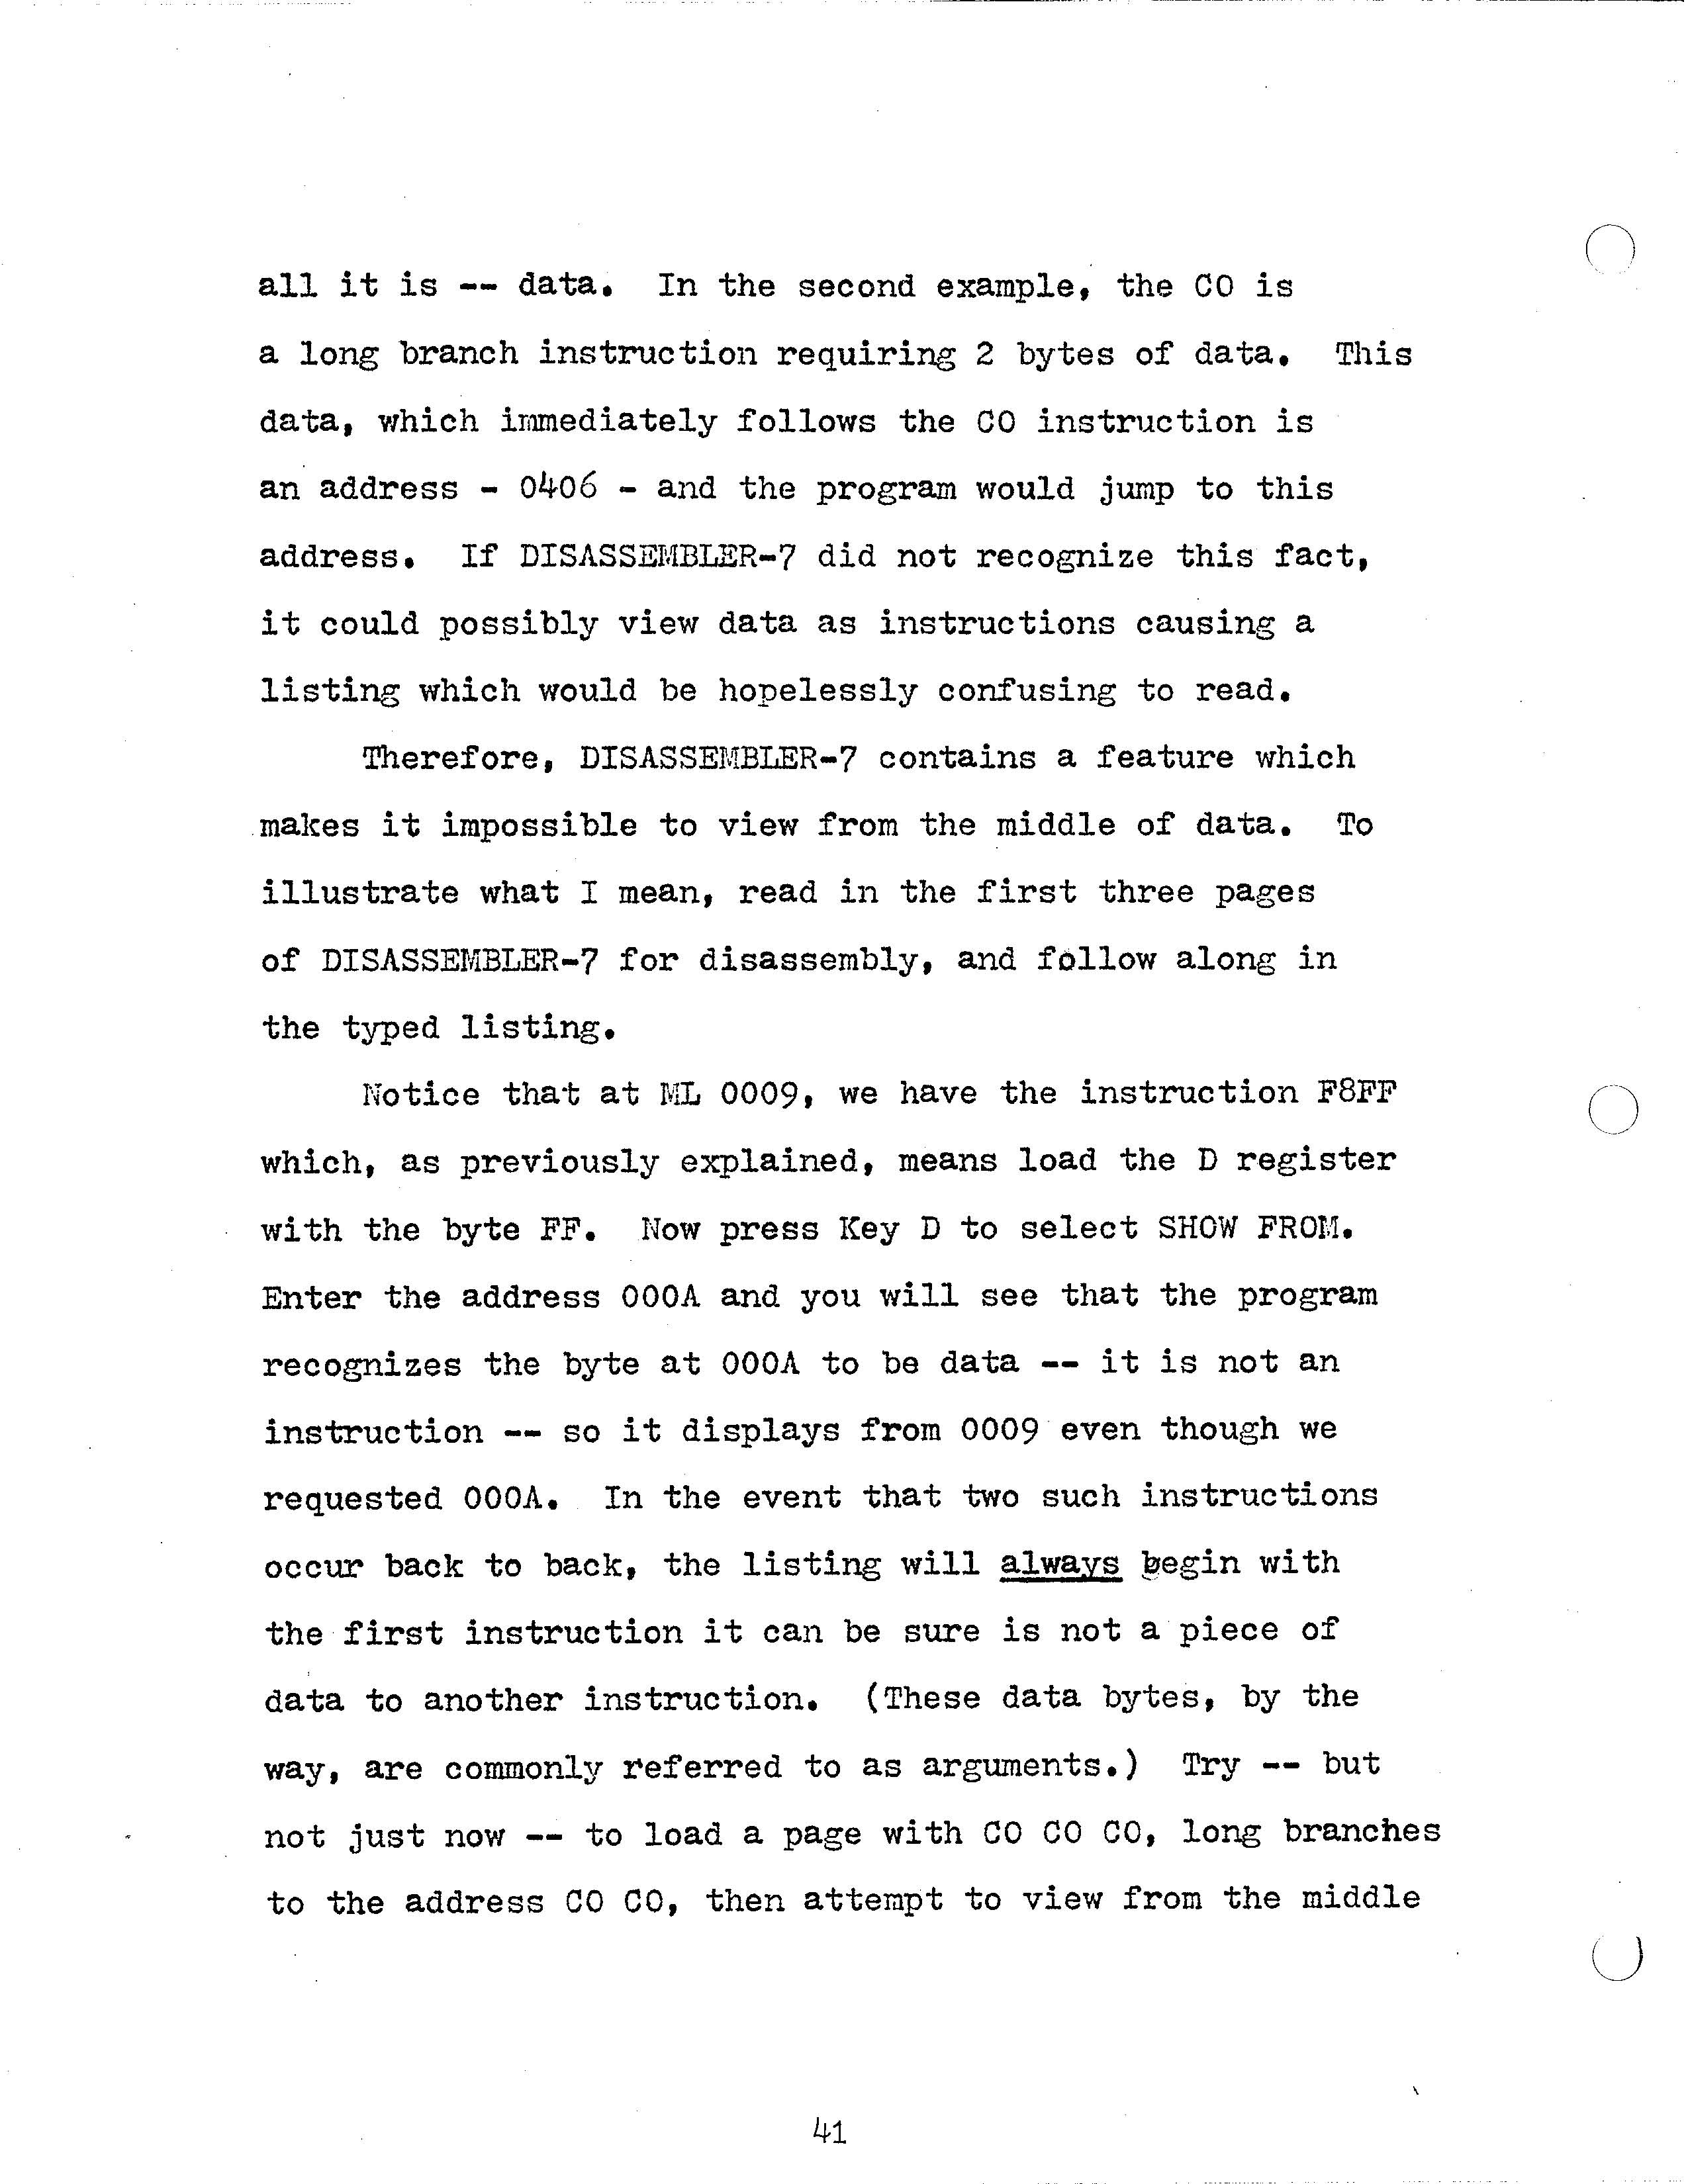 all it is -- data.  In the second example, the CO is
a long branch instruction requiring 2 bytes of data.  This
data, which immediately follows the CO instruction is
an address - 0406 - and the program would jump to this
address.  If DISASSEMBLER-7 did not recognize this fact,
it could possibly view data as instructions causing a
listing which would be hopelessly confusing to read.
Therefore, DISASSEMBLER-7 contains a feature which
makes it impossible to view from the middle of data.  To
illustrate what I mean, read in the first three pages
of DISASSEMBLER-7 for disassembly, and follow along in
the typed listing.
Notice that at ML 0009, we have the instruction F8FF
which, as previously explained, means load the D register
with the byte FF.  Now press Key D to select SHOW FROM.
Enter the address 000A and you will see that the program
recognizes the byte at 000A to be data -- it is not an
instruction -- so it displays from 0009 even though we
requested 000A.  In the event that two such instructions
occur back to back, the listing will always begin with
the first instruction it can be sure is not a piece of
data to another instruction.  (These data bytes, by the
way, are commonly referred to as arguments.)  Try -- but
not just now -- to load a page with CO CO CO, long branches
to the address CO CO, then attempt to view from the middle
41